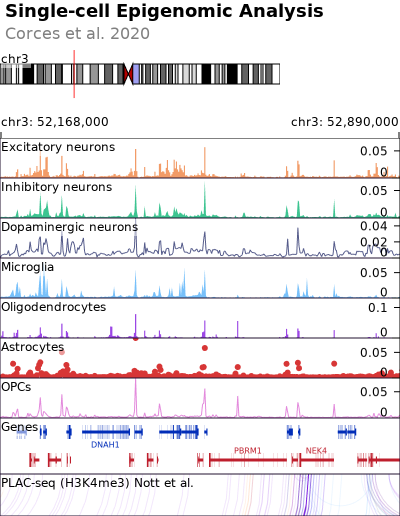 Single-cell Epigenomic Analysis
Corces et al. 2020
chr3
chr3: 52,168,000 chr3: 52,890,000
Excitatory neurons
0.05
0
Inhibitory neurons
0.05
0
Dopaminergic neurons
0.04
0.02
0
Microglia
0.05
0
Oligodendrocytes
0.1
0
Astrocytes
0.05
0
OPCs
0.05
0
Genes
DNAH1
PBRM1 NEK4
PLAC-seq (H3K4me3) Nott et al.